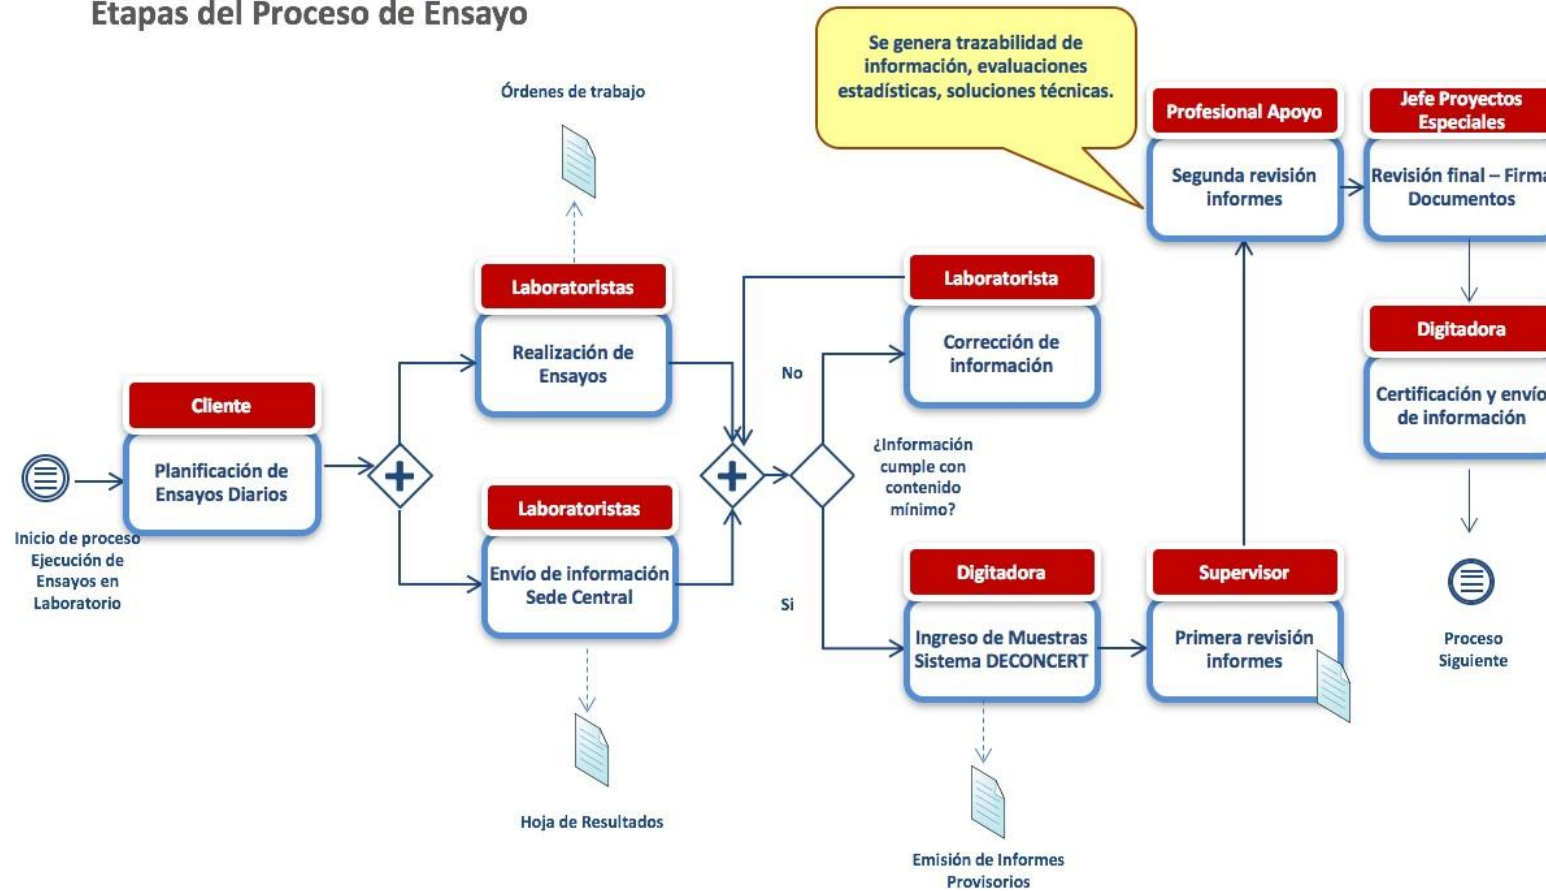 Etapas del Proceso de Ensayo
Se genera trazabilidad de
información, evaluaciones
estadísticas, soluciones técnicas.
Órdenes de trabajo
Profesional Apoyo
Segunda revisión
informes
Jefe Proyectos
Especiales
Revisión final – Firma
Documentos
Laboratoristas
Realización de
Ensayos
Laboratorista
Corrección de
información
No
Digitadora
Certificación y envío
de información
Cliente
Planificación de
Ensayos Diarios
Inicio de proceso
Ejecución de
Ensayos en
Laboratorio
¿Información
cumple con
contenido
mínimo?
Laboratoristas
Envío de información
Sede Central
Si
Digitadora
Ingreso de Muestras
Sistema DECONCERT
Supervisor
Primera revisión
informes
Proceso
Siguiente
Hoja de Resultados
Emisión de Informes
Provisorios